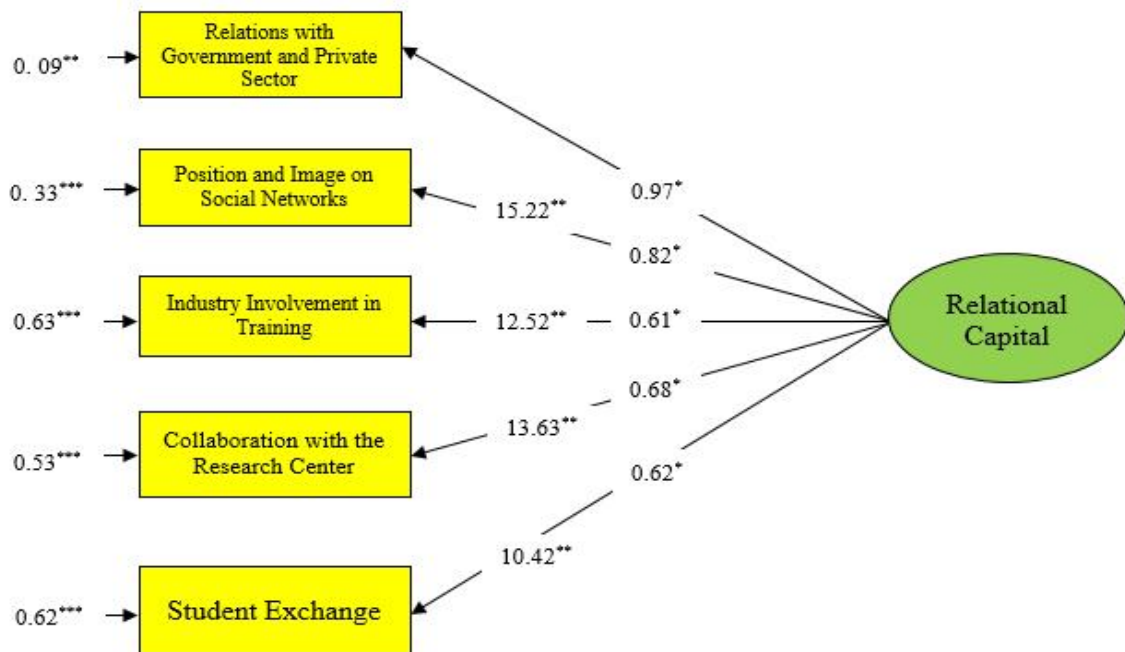 Relations with
Government and Private
Sector
0. 09**
Position and Image on
Social Networks
0. 33***
0.97*
15.22**
0.82*
Industry Involvement in
Training
0.63***
12.52**
0.61*
Relational
Capital
0.68*
13.63**
Collaboration with the
Research Center
0.53***
0.62*
10.42**
Student Exchange
0.62***